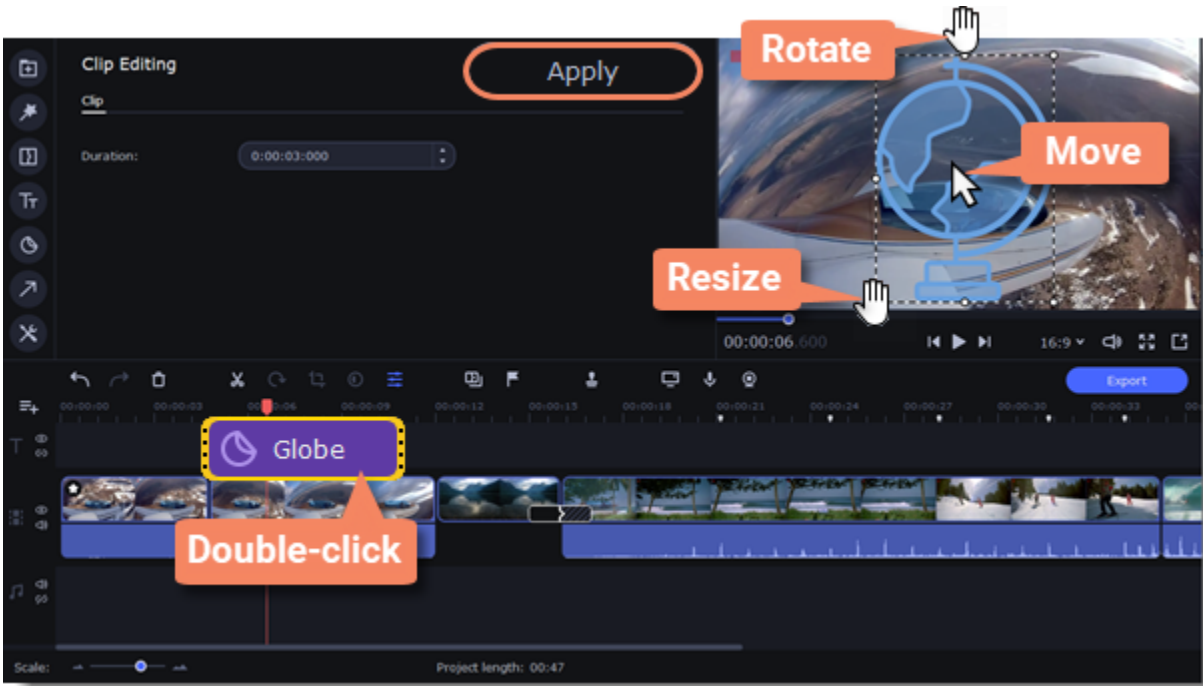 Rotate
Clip Editing
Apply
Clip
Move
Duration:
0:00:03:000
Tт
Resize
00:00:06.600
16:9
Export
00:00:00
00:00:03
00:00:06
00:00:09
00:00:12
00:00:15
00:00:18
00:00:21
00:00:24
00:00:27
00:00:30
00:00:33
T
Globe
Double-click
Scale:
Project length: 00:47